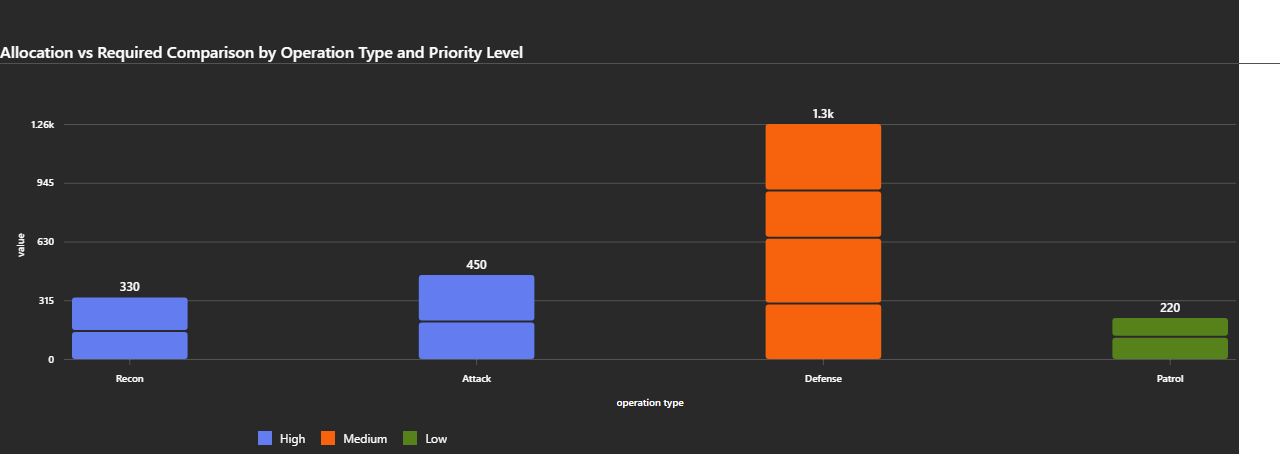 Allocation vs Required Comparison by Operation Type and Priority Level
1.26k
945
630
315
0
value
330
450
1.3k
220
Recon
Attack
Defense
Patrol
operation type
High
Medium
Low